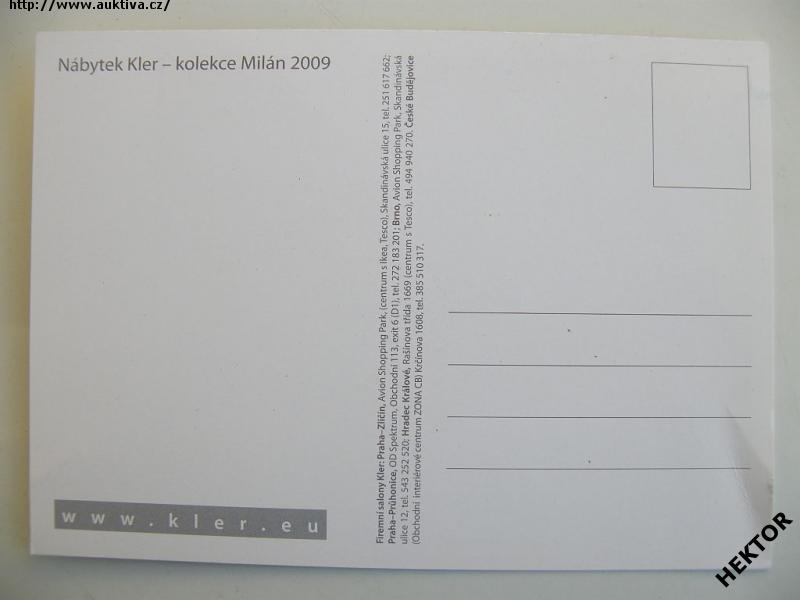 http://www.auktiva.cz/
Nábytek Kler – kolekce Milán 2009
Firemní salony Kler: Praha–Zličín, Avion Shopping Park, (centrum s Ikea, Tesco), Skandinávská ulice 15, tel. 251 617 662;
Praha–Průhonice, OD Spektrum, Obchodní 113, exit 6 (D1), tel. 272 183 201; Brno, Avion Shopping Park, Skandinávská
ulice 12, tel. 543 252 520; Hradec Králové, Rašínova třída 1669 (centrum s Tesco), tel. 494 940 270. České Budějovice
(Obchodní interiérové centrum ZONA CB) Krčínova 1608, tel. 385 510 317.
www.kler.eu
HEKTOR